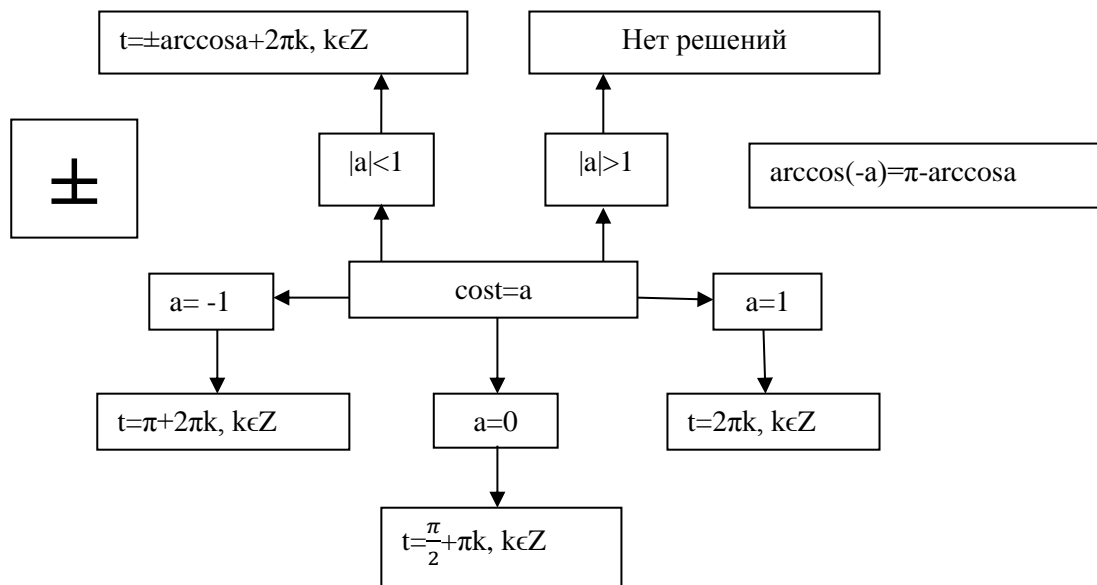 t=±arccosa+2πk, kϵZ
Нет решений
±
|a|<1
|a|>1
arccos(-a)=π-arccosa
a= -1
cost=a
a=1
t=π+2πk, kϵZ
a=0
t=2πk, kϵZ
t=π/2+πk, kϵZ